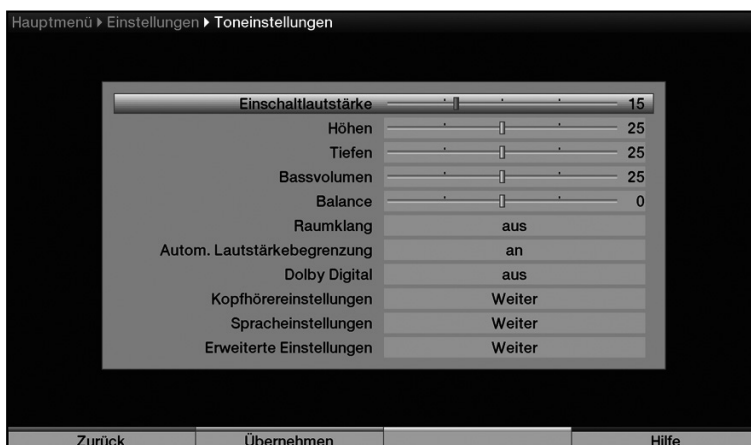 Hauptmenü ▸ Einstellungen ▸ Toneinstellungen
Einschaltlautstärke 15
Höhen 25
Tiefen 25
Bassvolumen 25
Balance 0
Raumklang aus
Autom. Lautstärkebegrenzung an
Dolby Digital aus
Kopfhörereinstellungen Weiter
Spracheinstellungen Weiter
Erweiterte Einstellungen Weiter
Zurück Übernehmen Hilfe